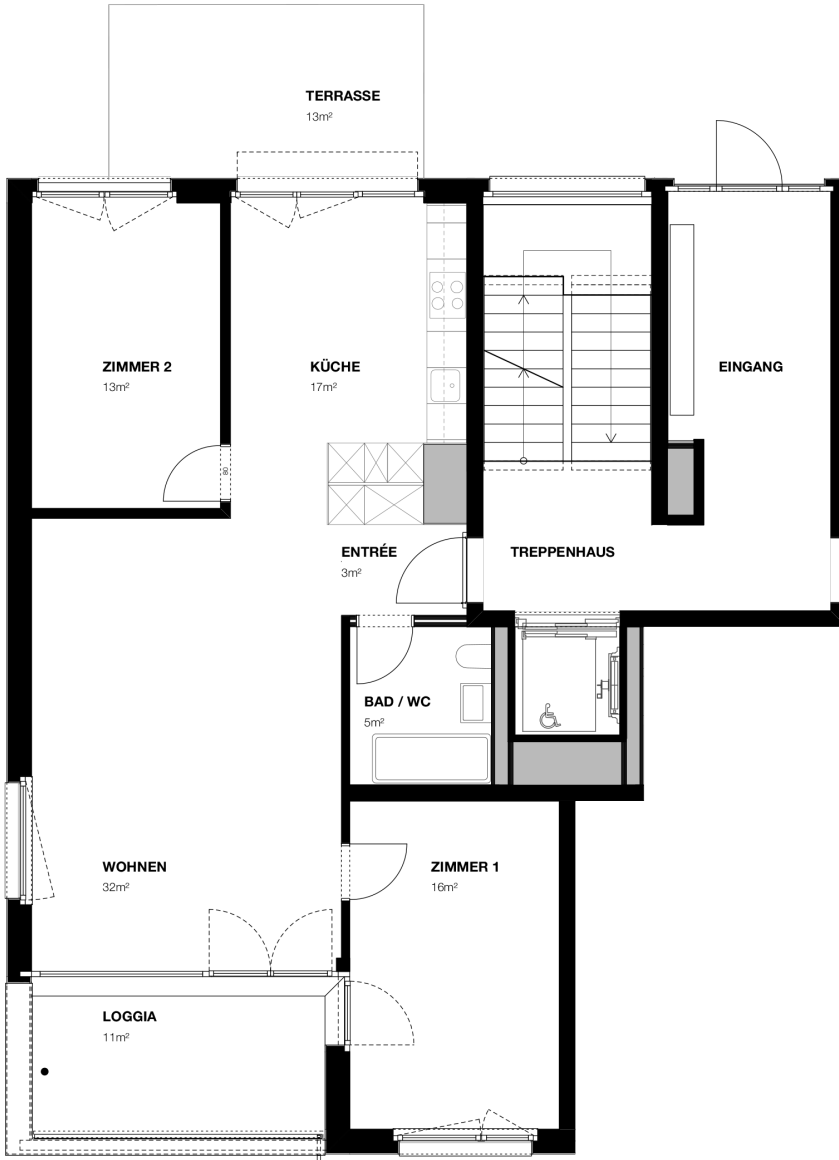 TERRASSE
13m²
ZIMMER 2
13m²
KÜCHE
17m²
EINGANG
80
ENTRÉE
3m²
TREPPENHAUS
BAD / WC
5m²
WOHNEN
32m²
ZIMMER 1
16m²
LOGGIA
11m²